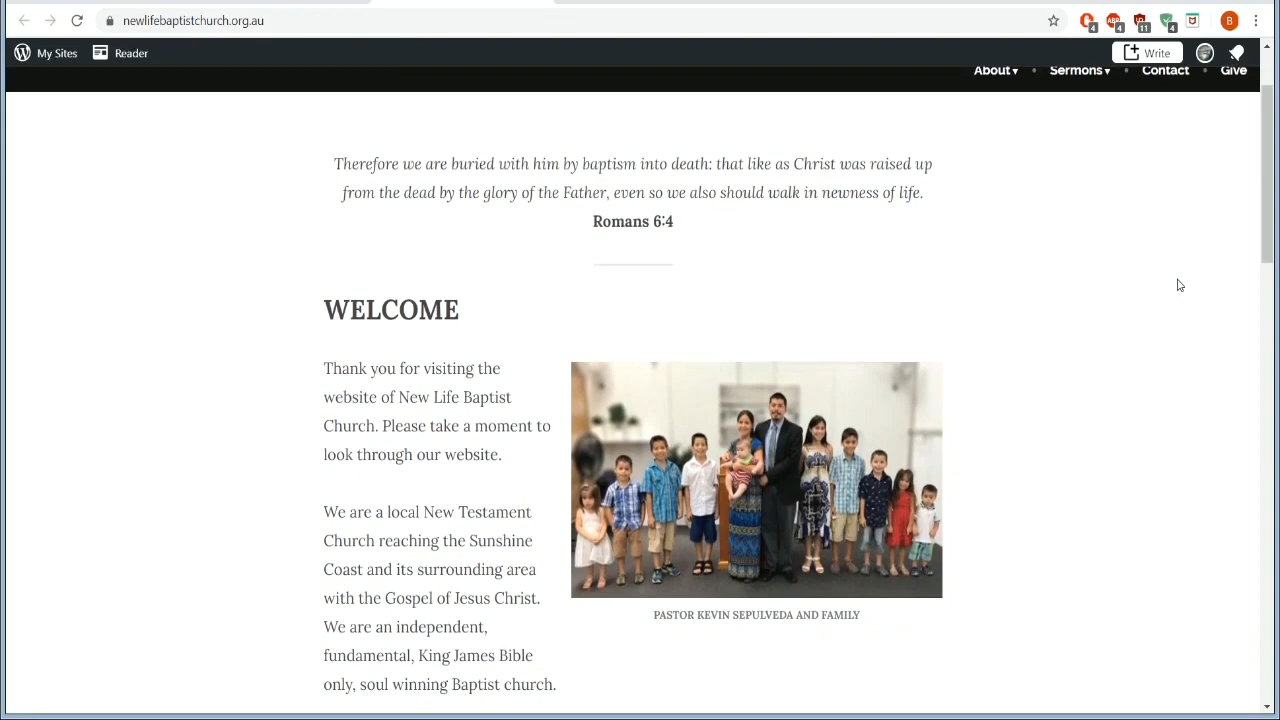 newlifebaptistchurch.org.au
4 4 11 4 B
My Sites Reader Write
About Sermons Contact Give
Therefore we are buried with him by baptism into death: that like as Christ was raised up
from the dead by the glory of the Father, even so we also should walk in newness of life.
Romans 6:4
WELCOME
Thank you for visiting the
website of New Life Baptist
Church. Please take a moment to
look through our website.
We are a local New Testament
Church reaching the Sunshine
Coast and its surrounding area
with the Gospel of Jesus Christ.
We are an independent,
fundamental, King James Bible
only, soul winning Baptist church.
PASTOR KEVIN SEPULVEDA AND FAMILY